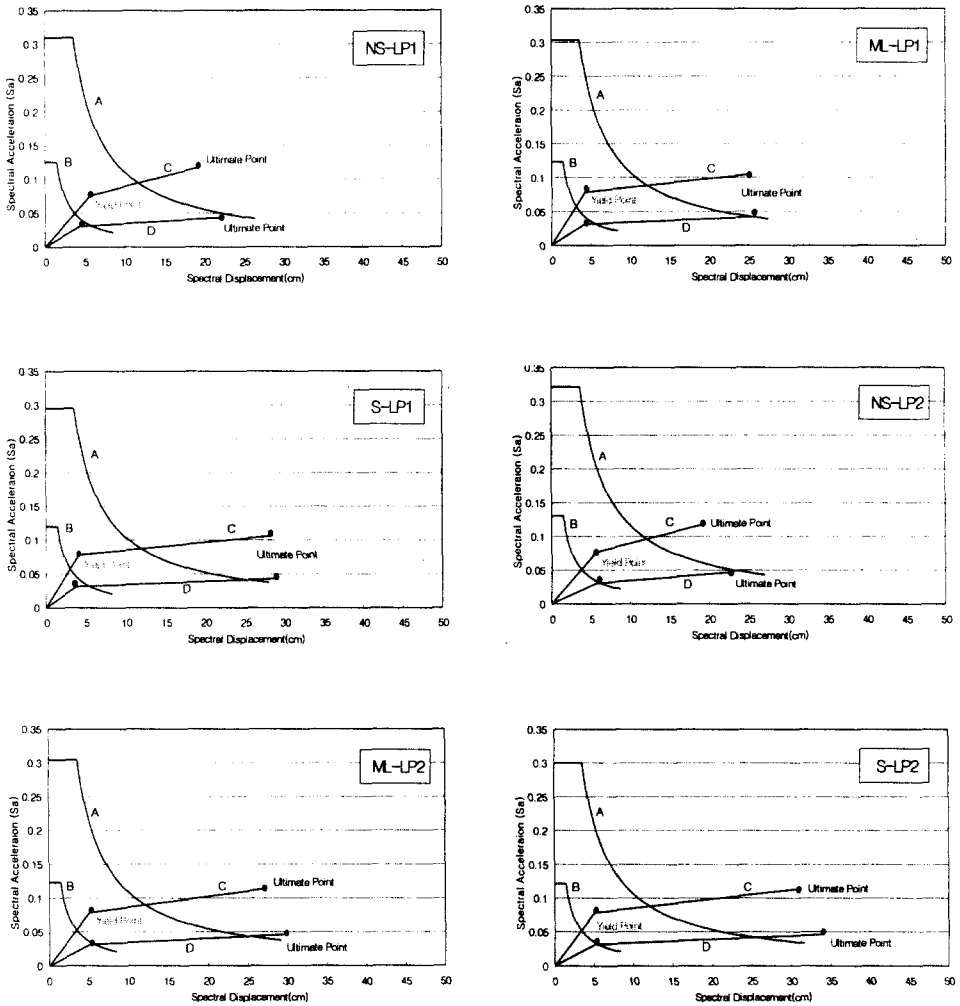 0.35
0.3
0.25
0.2
0.15
0.1
0.05
0
Spectral Acceleraion (Sa)
NS-LP1
A
B
C
D
Yield Point
Ultimate Point
Ultimate Point
0 5 10 15 20 25 30 35 40 45 50
Spectral Displacement(cm)
0.35
0.3
0.25
0.2
0.15
0.1
0.05
0
Spectral Acceleraion (Sa)
ML-LP1
A
B
C
D
Yield Point
Ultimate Point
0 5 10 15 20 25 30 35 40 45 50
Spectral Displacement(cm)
0.35
0.3
0.25
0.2
0.15
0.1
0.05
0
Spectral Acceleraion (Sa)
S-LP1
A
B
C
D
Yield Point
Ultimate Point
0 5 10 15 20 25 30 35 40 45 50
Spectral Displacement(cm)
0.35
0.3
0.25
0.2
0.15
0.1
0.05
0
Spectral Acceleraion (Sa)
NS-LP2
A
B
C
D
Yield Point
Ultimate Point
Ultimate Point
0 5 10 15 20 25 30 35 40 45 50
Spectral Displacement(cm)
0.35
0.3
0.25
0.2
0.15
0.1
0.05
0
Spectral Acceleraion (Sa)
ML-LP2
A
B
C
D
Yield Point
Ultimate Point
Ultimate Point
0 5 10 15 20 25 30 35 40 45 50
Spectral Displacement(cm)
0.35
0.3
0.25
0.2
0.15
0.1
0.05
0
Spectral Acceleraion (Sa)
S-LP2
A
B
C
D
Yield Point
Ultimate Point
Ultimate Point
0 5 10 15 20 25 30 35 40 45 50
Spectral Displacement(cm)